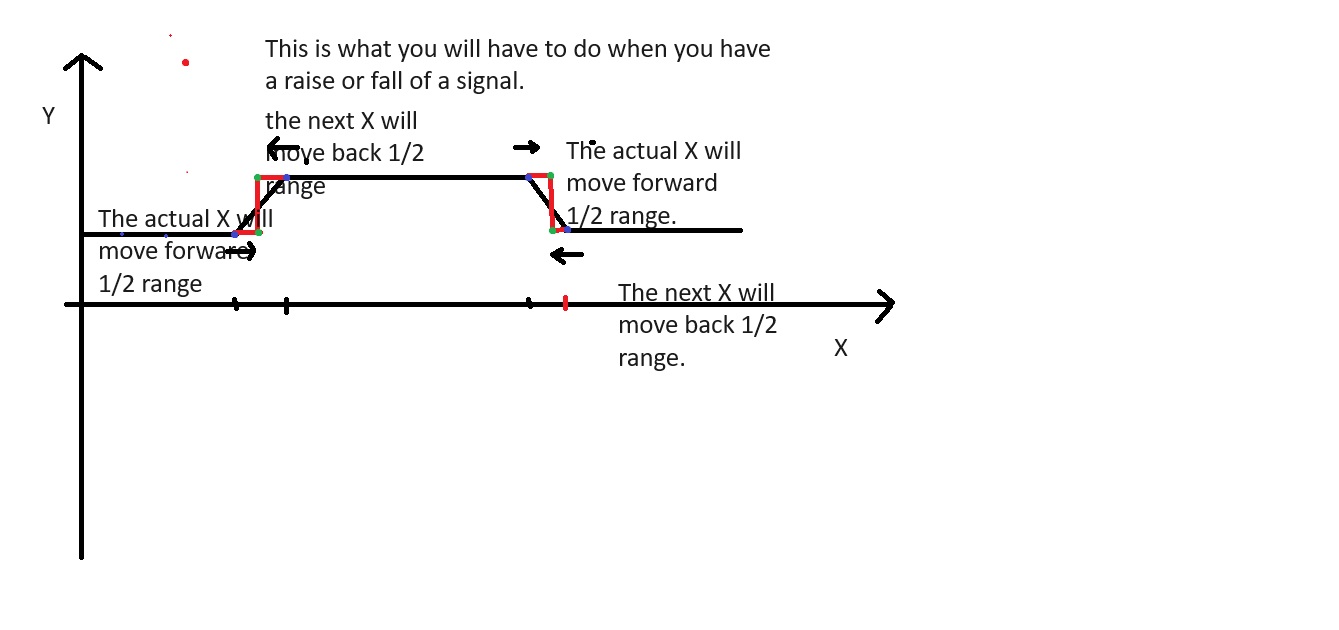 This is what you will have to do when you have
a raise or fall of a signal.
Y
the next X will
move back 1/2
range
The actual X will
move forward
1/2 range.
The actual X will
move forward
1/2 range
The next X will
move back 1/2
range.
X